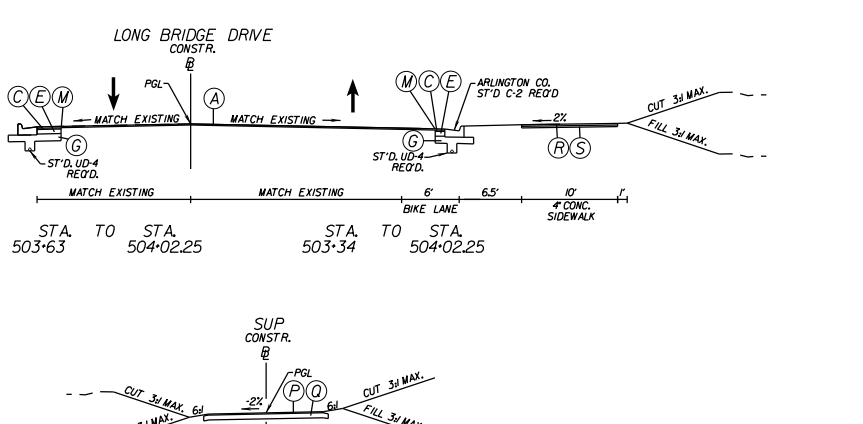 LONG BRIDGE DRIVE
CONSTR.
PGL
A
M C E
ARLINGTON CO.
ST'D C-2 REQ'D
C E M
MATCH EXISTING
MATCH EXISTING
2%
CUT 3:1 MAX.
FILL 3:1 MAX.
G
G
R S
ST'D. UD-4
REQ'D.
ST'D. UD-4
REQ'D.
MATCH EXISTING
MATCH EXISTING
6'
6.5'
10'
1'
BIKE LANE
4" CONC.
SIDEWALK
STA. TO STA.
503+63 504+02.25
STA. TO STA.
503+34 504+02.25
SUP
CONSTR.
PGL
CUT 3:1 MAX.
6:1
-2%
P Q
6:1
CUT 3:1 MAX.
FILL 3:1 MAX.
3:1 MAX.